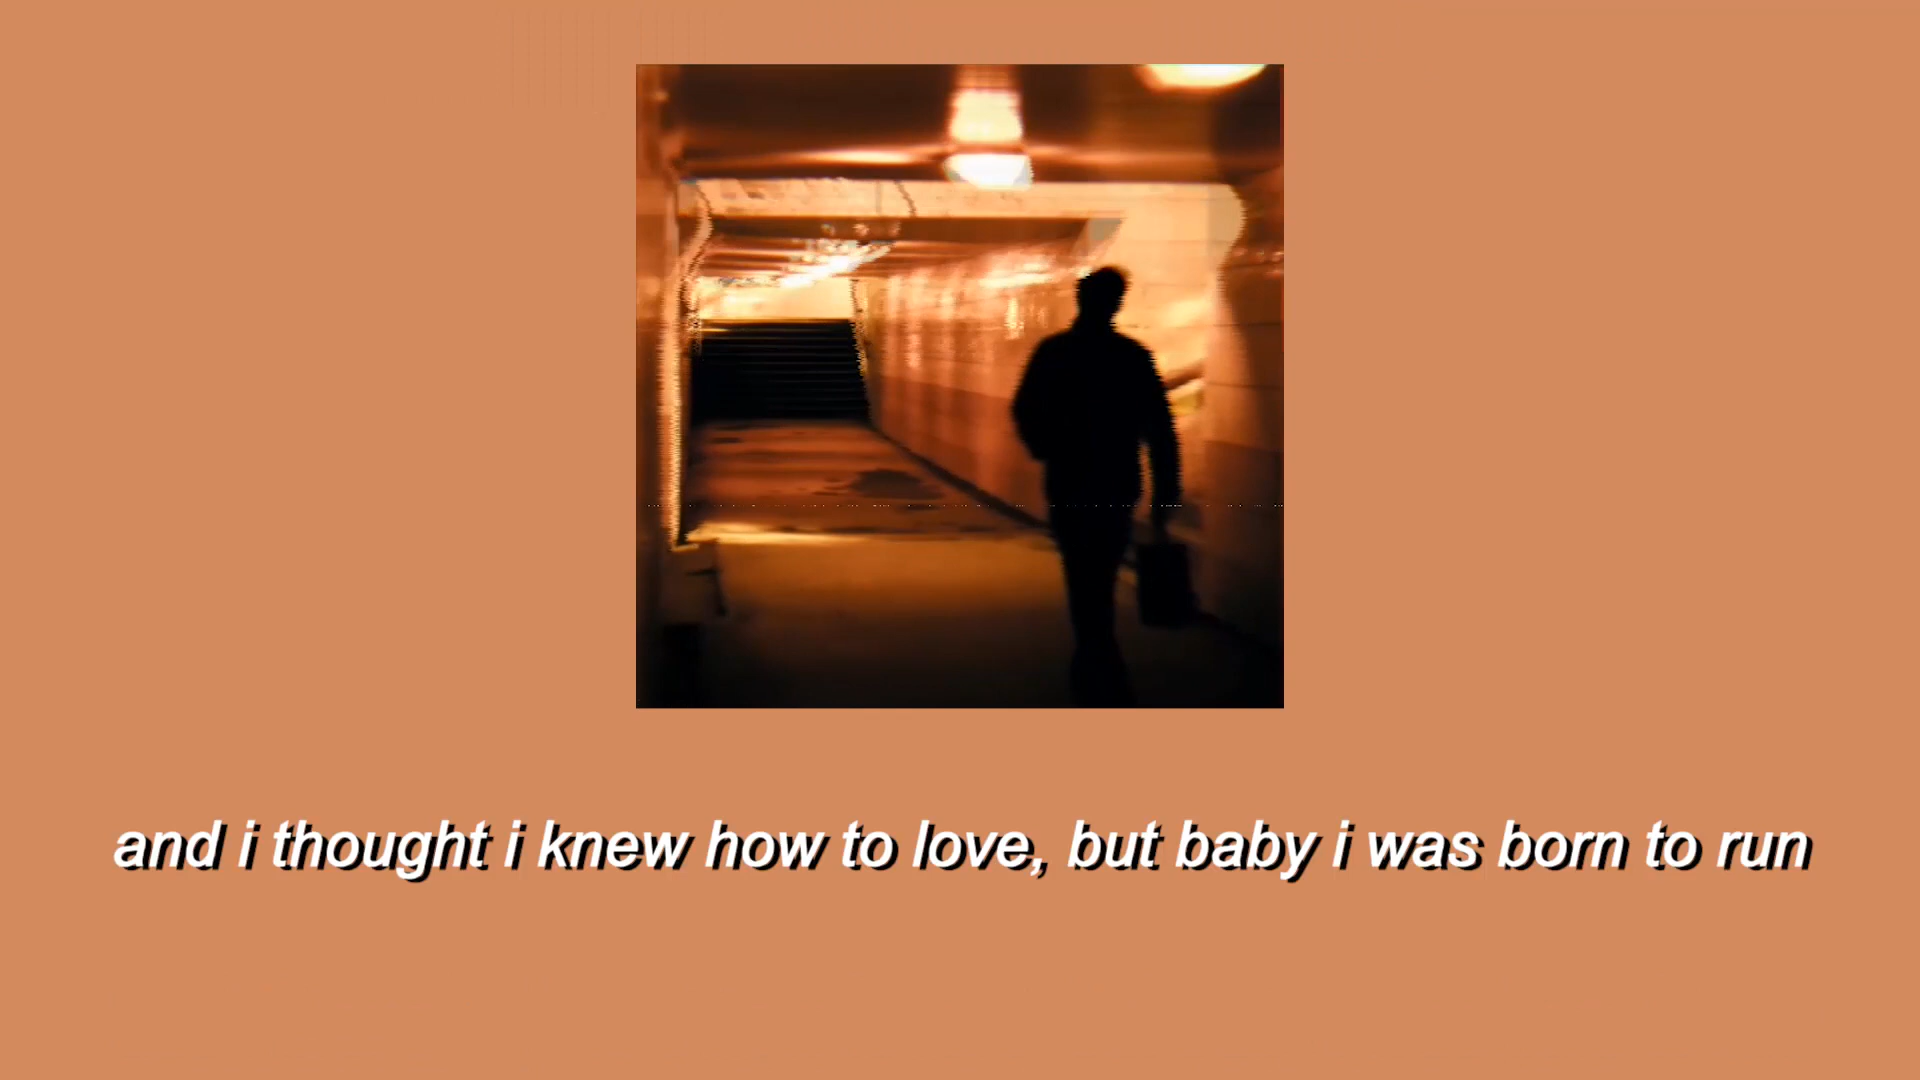 and i thought i knew how to love, but baby i was born to run